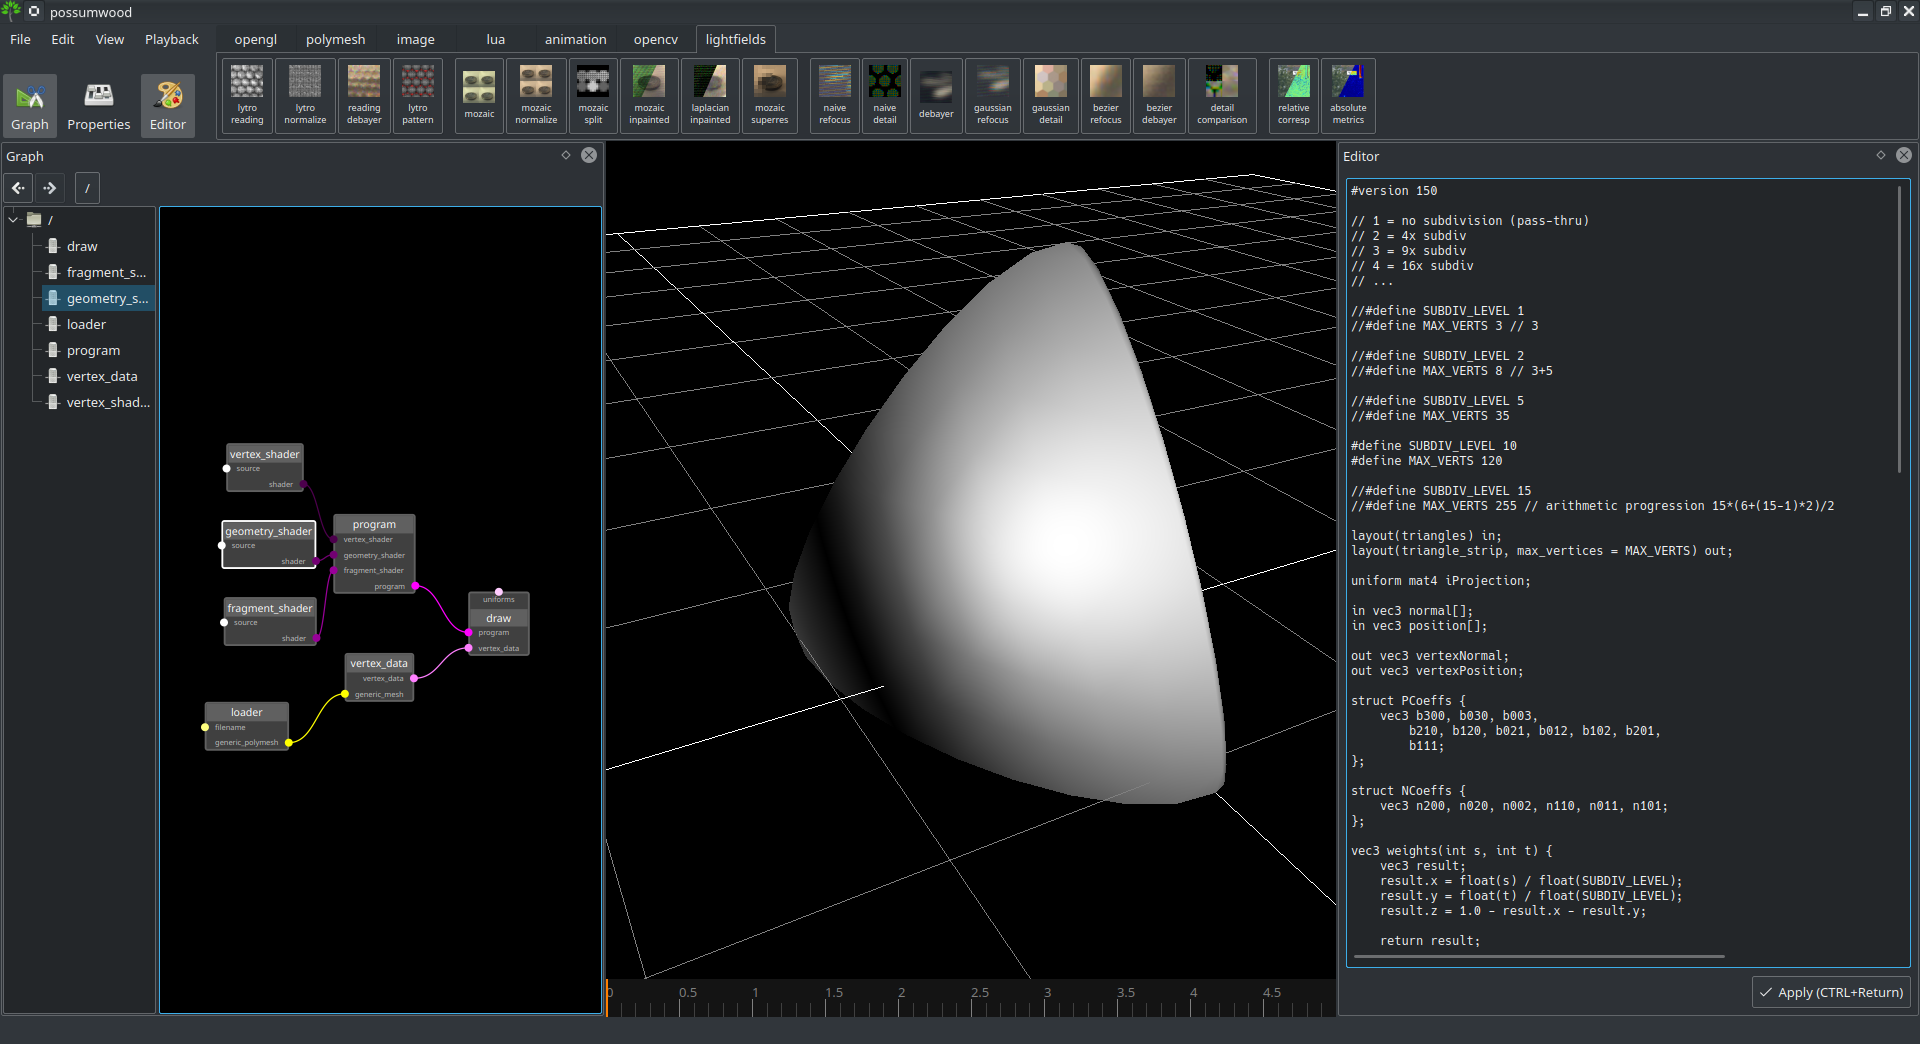 possumwood
File Edit View Playback
opengl polymesh image lua animation opencv lightfields
Graph Properties Editor
lytro reading
lytro normalize
reading debayer
lytro pattern
mozaic
mozaic normalize
mozaic split
mozaic inpainted
laplacian inpainted
mozaic superres
naive refocus
naive detail
debayer
gaussian refocus
gaussian detail
bezier refocus
bezier debayer
detail comparison
relative corresp
absolute metrics
Graph
/
/
draw
fragment_s...
geometry_s...
loader
program
vertex_data
vertex_shad...
vertex_shader
source
shader
geometry_shader
source
shader
fragment_shader
source
shader
program
vertex_shader
geometry_shader
fragment_shader
program
uniforms
draw
program
vertex_data
vertex_data
vertex_data
generic_mesh
loader
filename
generic_polymesh
0 0.5 1 1.5 2 2.5 3 3.5 4 4.5
Editor
#version 150
// 1 = no subdivision (pass-thru)
// 2 = 4x subdiv
// 3 = 9x subdiv
// 4 = 16x subdiv
// ...
//#define SUBDIV_LEVEL 1
//#define MAX_VERTS 3 // 3
//#define SUBDIV_LEVEL 2
//#define MAX_VERTS 8 // 3+5
//#define SUBDIV_LEVEL 5
//#define MAX_VERTS 35
#define SUBDIV_LEVEL 10
#define MAX_VERTS 120
//#define SUBDIV_LEVEL 15
//#define MAX_VERTS 255 // arithmetic progression 15*(6+(15-1)*2)/2
layout(triangles) in;
layout(triangle_strip, max_vertices = MAX_VERTS) out;
uniform mat4 iProjection;
in vec3 normal[];
in vec3 position[];
out vec3 vertexNormal;
out vec3 vertexPosition;
struct PCoeffs {
vec3 b300, b030, b003,
b210, b120, b021, b012, b102, b201,
b111;
};
struct NCoeffs {
vec3 n200, n020, n002, n110, n011, n101;
};
vec3 weights(int s, int t) {
vec3 result;
result.x = float(s) / float(SUBDIV_LEVEL);
result.y = float(t) / float(SUBDIV_LEVEL);
result.z = 1.0 - result.x - result.y;
return result;
Apply (CTRL+Return)